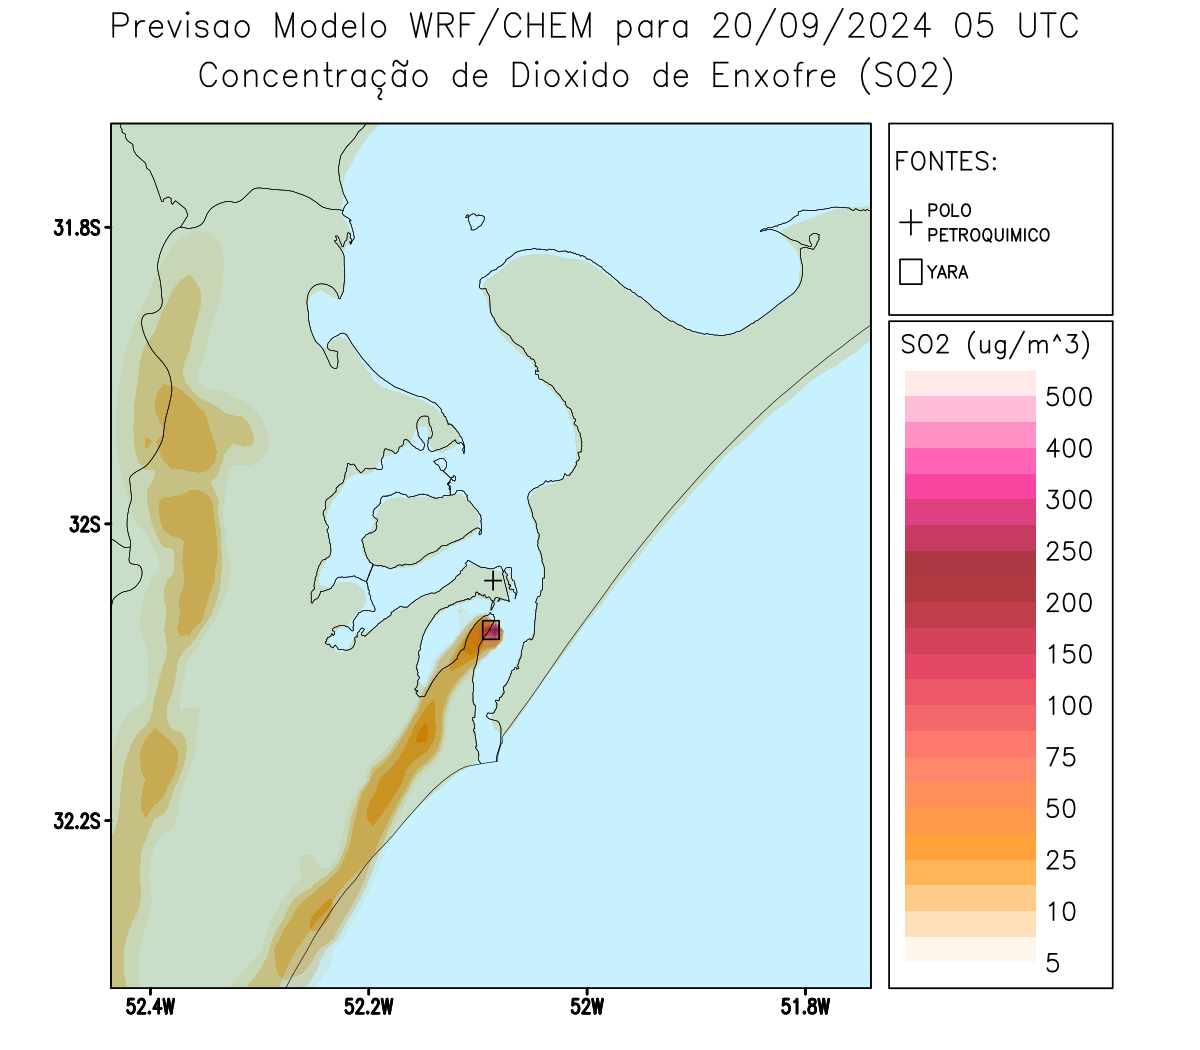 Previsao Modelo WRF/CHEM para 20/09/2024 05 UTC
Concentração de Dioxido de Enxofre (SO2)
FONTES:
POLO
PETROQUIMICO
YARA
31.8S
32S
32.2S
52.4W
52.2W
52W
51.8W
SO2 (ug/m^3)
500
400
300
250
200
150
100
75
50
25
10
5